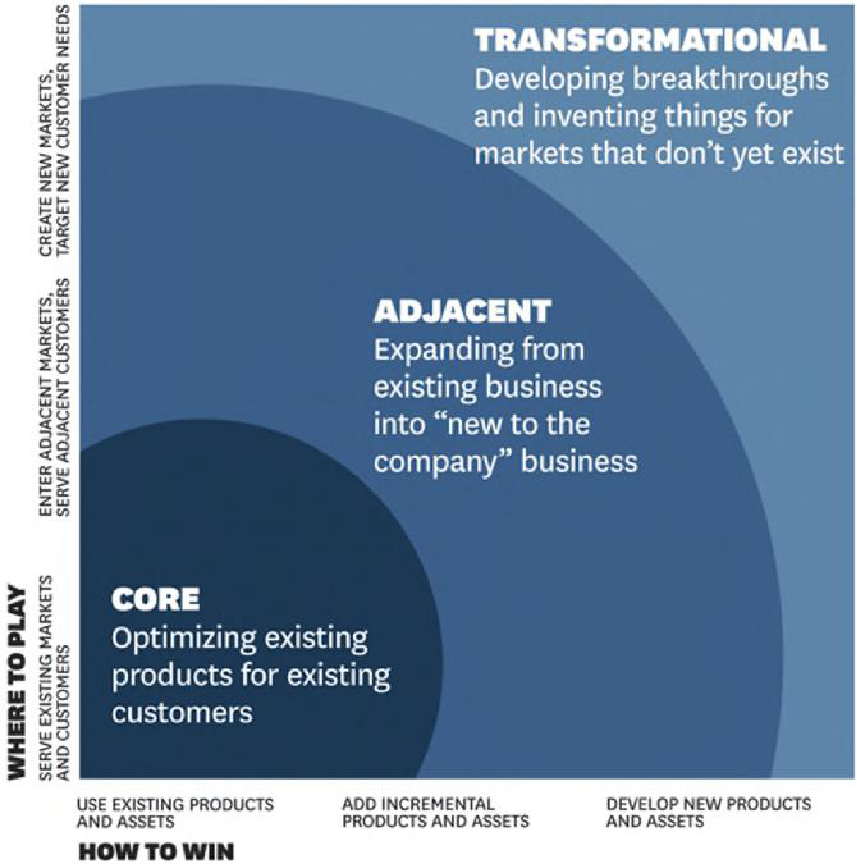 TRANSFORMATIONAL
Developing breakthroughs
and inventing things for
markets that don’t yet exist
ADJACENT
Expanding from
existing business
into “new to the
company” business
CORE
Optimizing existing
products for existing
customers
CREATE NEW MARKETS,
TARGET NEW CUSTOMER NEEDS
ENTER ADJACENT MARKETS,
SERVE ADJACENT CUSTOMERS
SERVE EXISTING MARKETS
AND CUSTOMERS
WHERE TO PLAY
USE EXISTING PRODUCTS
AND ASSETS
ADD INCREMENTAL
PRODUCTS AND ASSETS
DEVELOP NEW PRODUCTS
AND ASSETS
HOW TO WIN